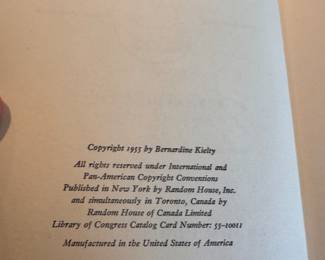 Copyright 1955 by Bernardine Kielty
All rights reserved under International and
Pan-American Copyright Conventions
Published in New York by Random House, Inc.
and simultaneously in Toronto, Canada by
Random House of Canada Limited
Library of Congress Catalog Card Number: 55-10011
Manufactured in the United States of America